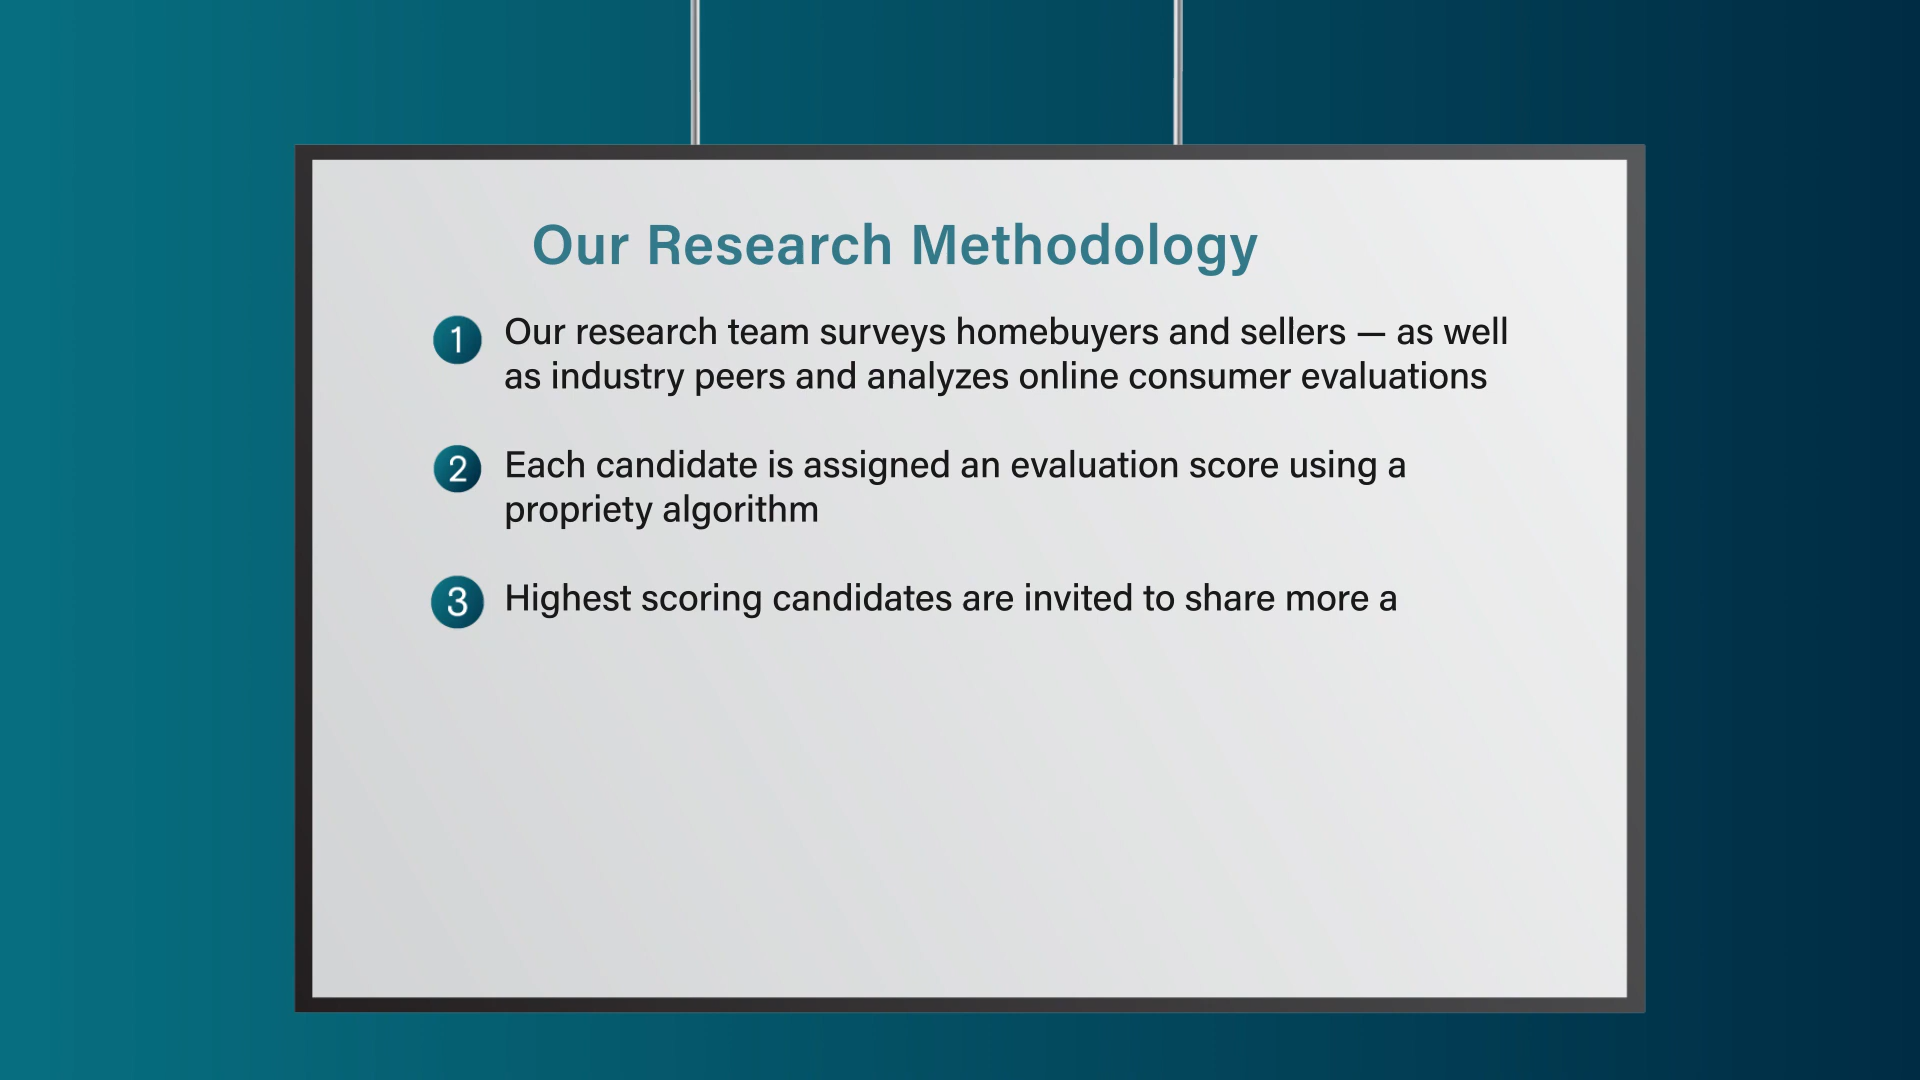 Our Research Methodology
1 Our research team surveys homebuyers and sellers — as well
as industry peers and analyzes online consumer evaluations
2 Each candidate is assigned an evaluation score using a
propriety algorithm
3 Highest scoring candidates are invited to share more a